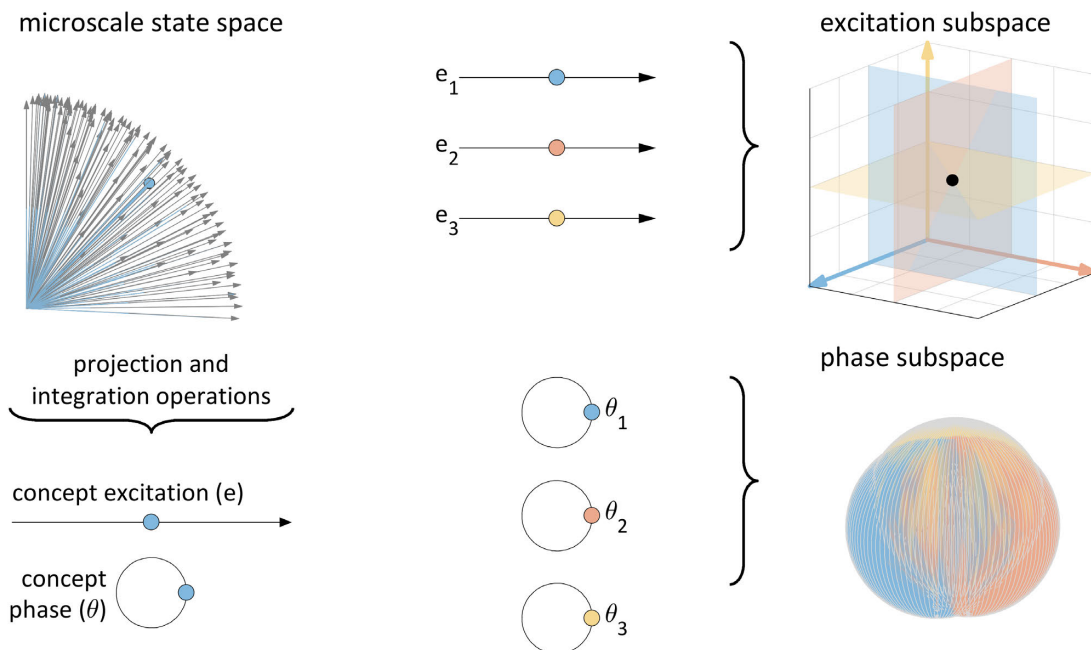 microscale state space
projection and
integration operations
concept excitation (e)
concept
phase (θ)
e₁
e₂
e₃
θ₁
θ₂
θ₃
excitation subspace
phase subspace